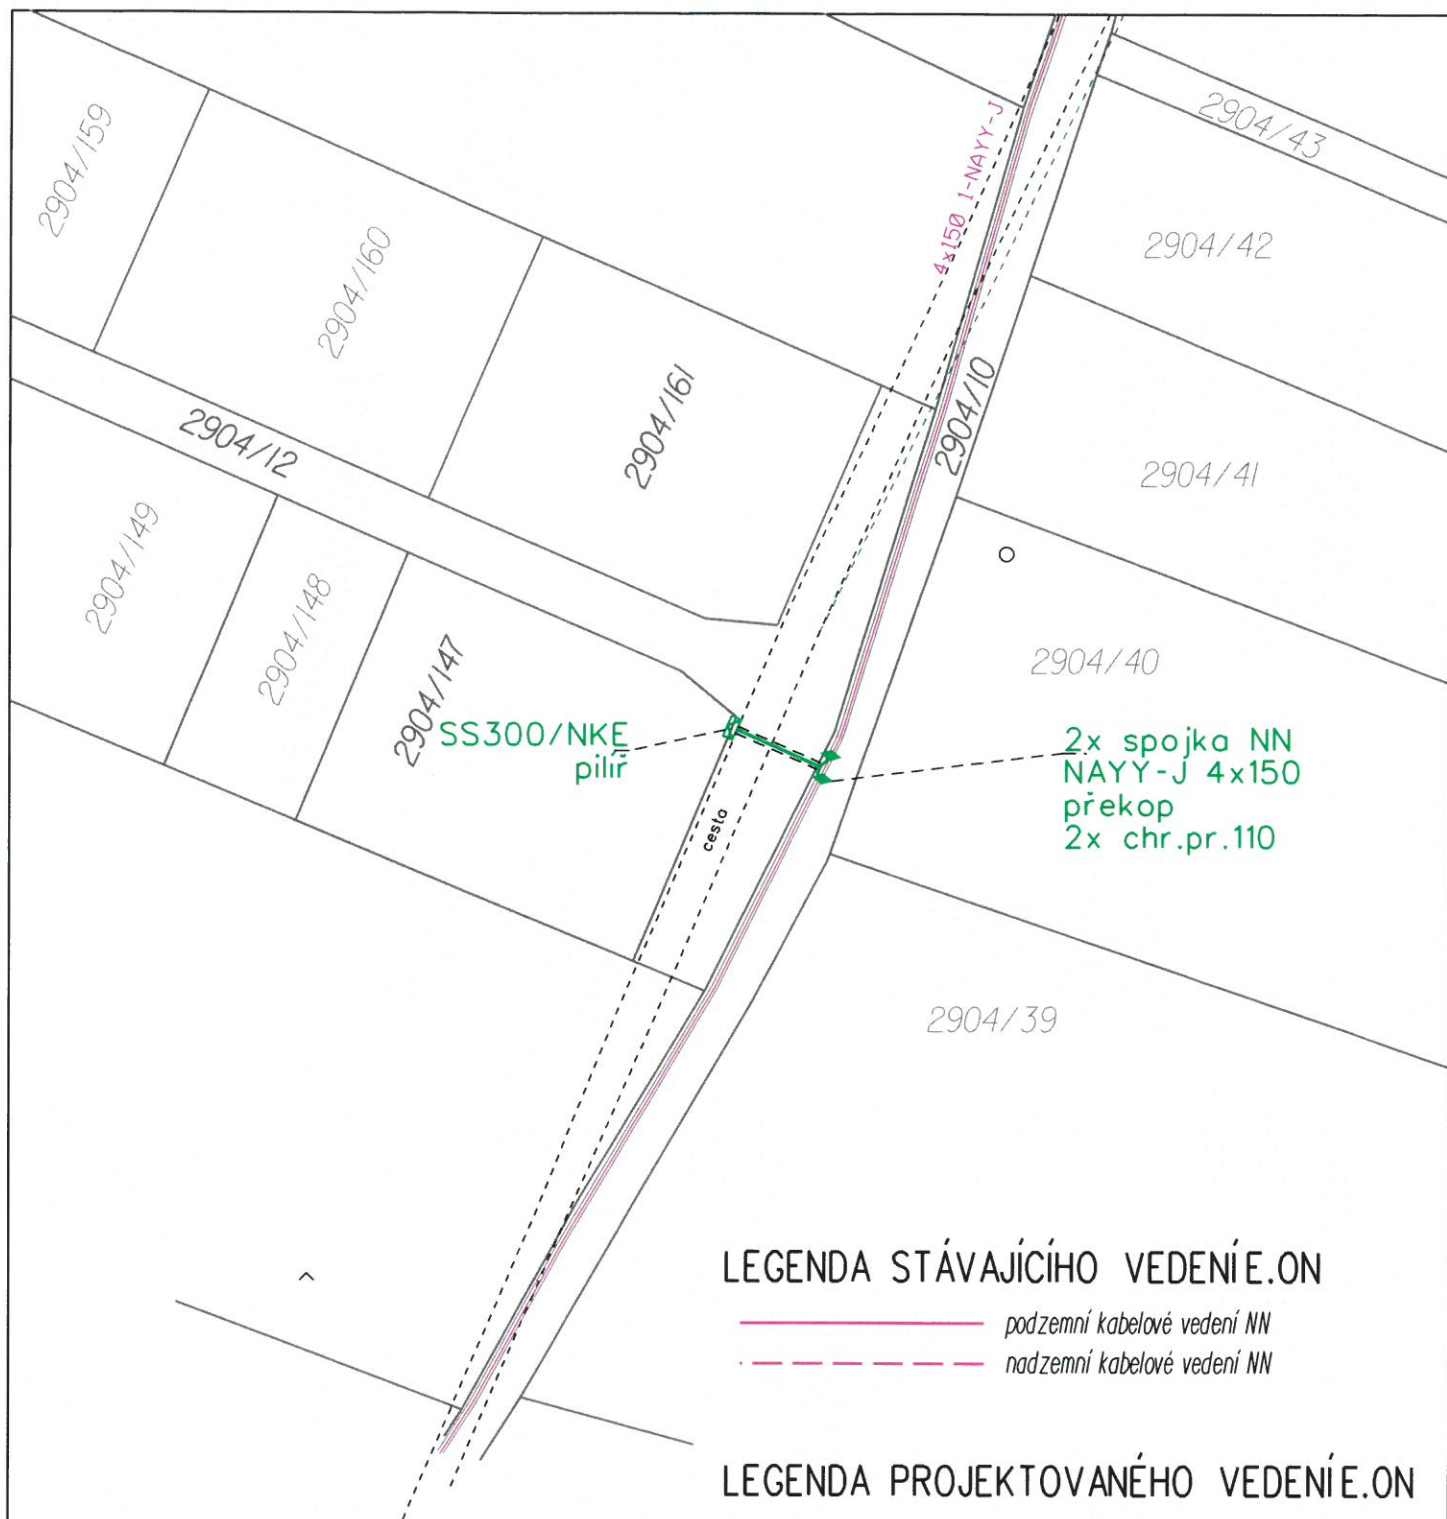 2904/159
2904/160
2904/161
4x150 1-NAYY-J
2904/43
2904/42
2904/10
2904/41
2904/12
2904/149
2904/148
2904/147
2904/40
SS300/NKE
pilíř
2x spojka NN
NAYY-J 4x150
překop
2x chr.pr.110
cesta
2904/39
LEGENDA STÁVAJÍCÍHO VEDENÍ E.ON
podzemní kabelové vedení NN
nadzemní kabelové vedení NN
LEGENDA PROJEKTOVANÉHO VEDENÍ E.ON